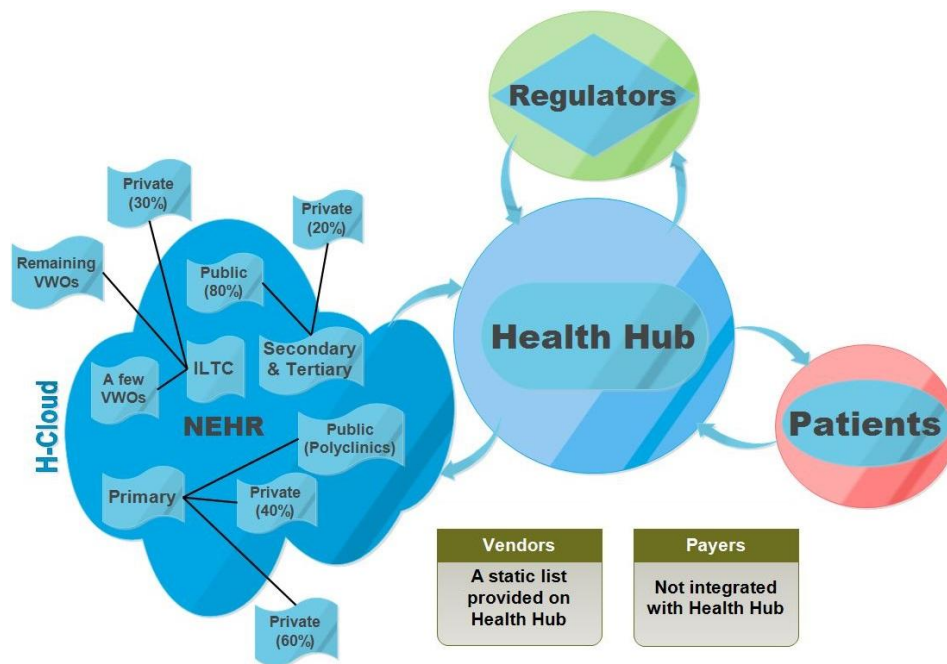 Regulators
Private
(30%)
Private
(20%)
Remaining
VWOs
Public
(80%)
Health Hub
Secondary
& Tertiary
ILTC
A few
VWOs
H-Cloud
NEHR
Patients
Public
(Polyclinics)
Primary
Private
(40%)
Private
(60%)
Vendors
A static list
provided on
Health Hub
Payers
Not integrated
with Health Hub